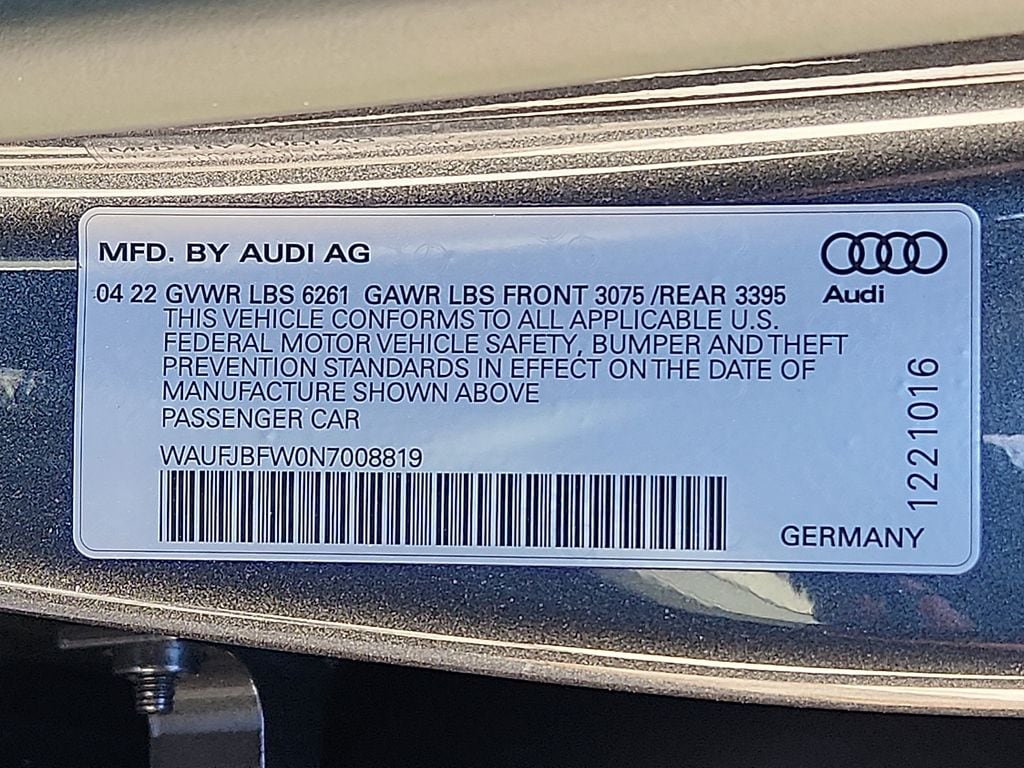 MFD. BY AUDI AG
Audi
04 22 GVWR LBS 6261 GAWR LBS FRONT 3075 /REAR 3395
THIS VEHICLE CONFORMS TO ALL APPLICABLE U.S.
FEDERAL MOTOR VEHICLE SAFETY, BUMPER AND THEFT
PREVENTION STANDARDS IN EFFECT ON THE DATE OF
MANUFACTURE SHOWN ABOVE
PASSENGER CAR
WAUFJBFW0N7008819
1221016
GERMANY